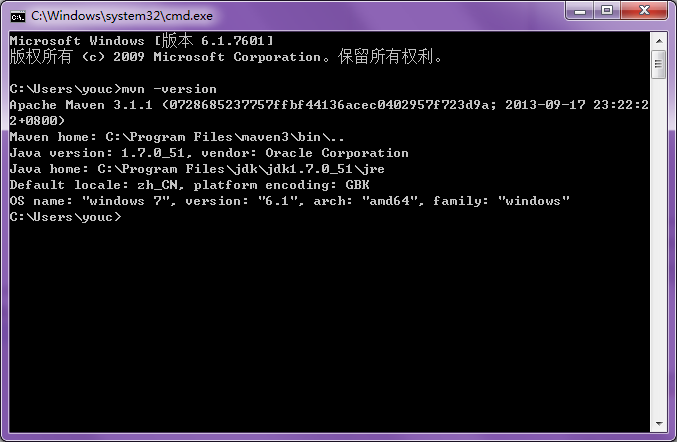 C:\Windows\system32\cmd.exe
Microsoft Windows [版本 6.1.7601]
版权所有 (c) 2009 Microsoft Corporation。保留所有权利。
C:\Users\youc>mvn -version
Apache Maven 3.1.1 (0728685237757ffbf44136acec0402957f723d9a; 2013-09-17 23:22:2
2+0800)
Maven home: C:\Program Files\maven3\bin\..
Java version: 1.7.0_51, vendor: Oracle Corporation
Java home: C:\Program Files\jdk\jdk1.7.0_51\jre
Default locale: zh_CN, platform encoding: GBK
OS name: "windows 7", version: "6.1", arch: "amd64", family: "windows"
C:\Users\youc>